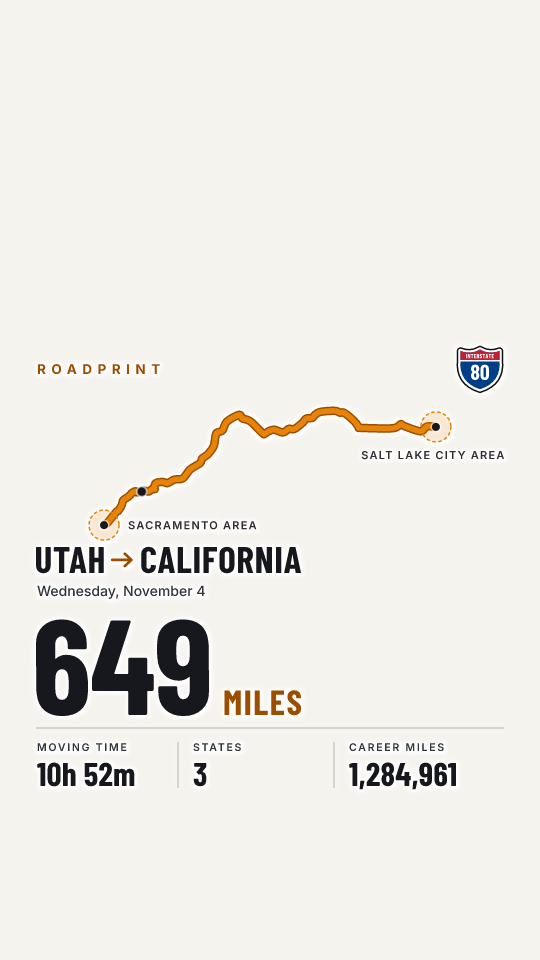 ROADPRINT
INTERSTATE
80
SALT LAKE CITY AREA
SACRAMENTO AREA
UTAH → CALIFORNIA
Wednesday, November 4
649 MILES
MOVING TIME
10h 52m
STATES
3
CAREER MILES
1,284,961